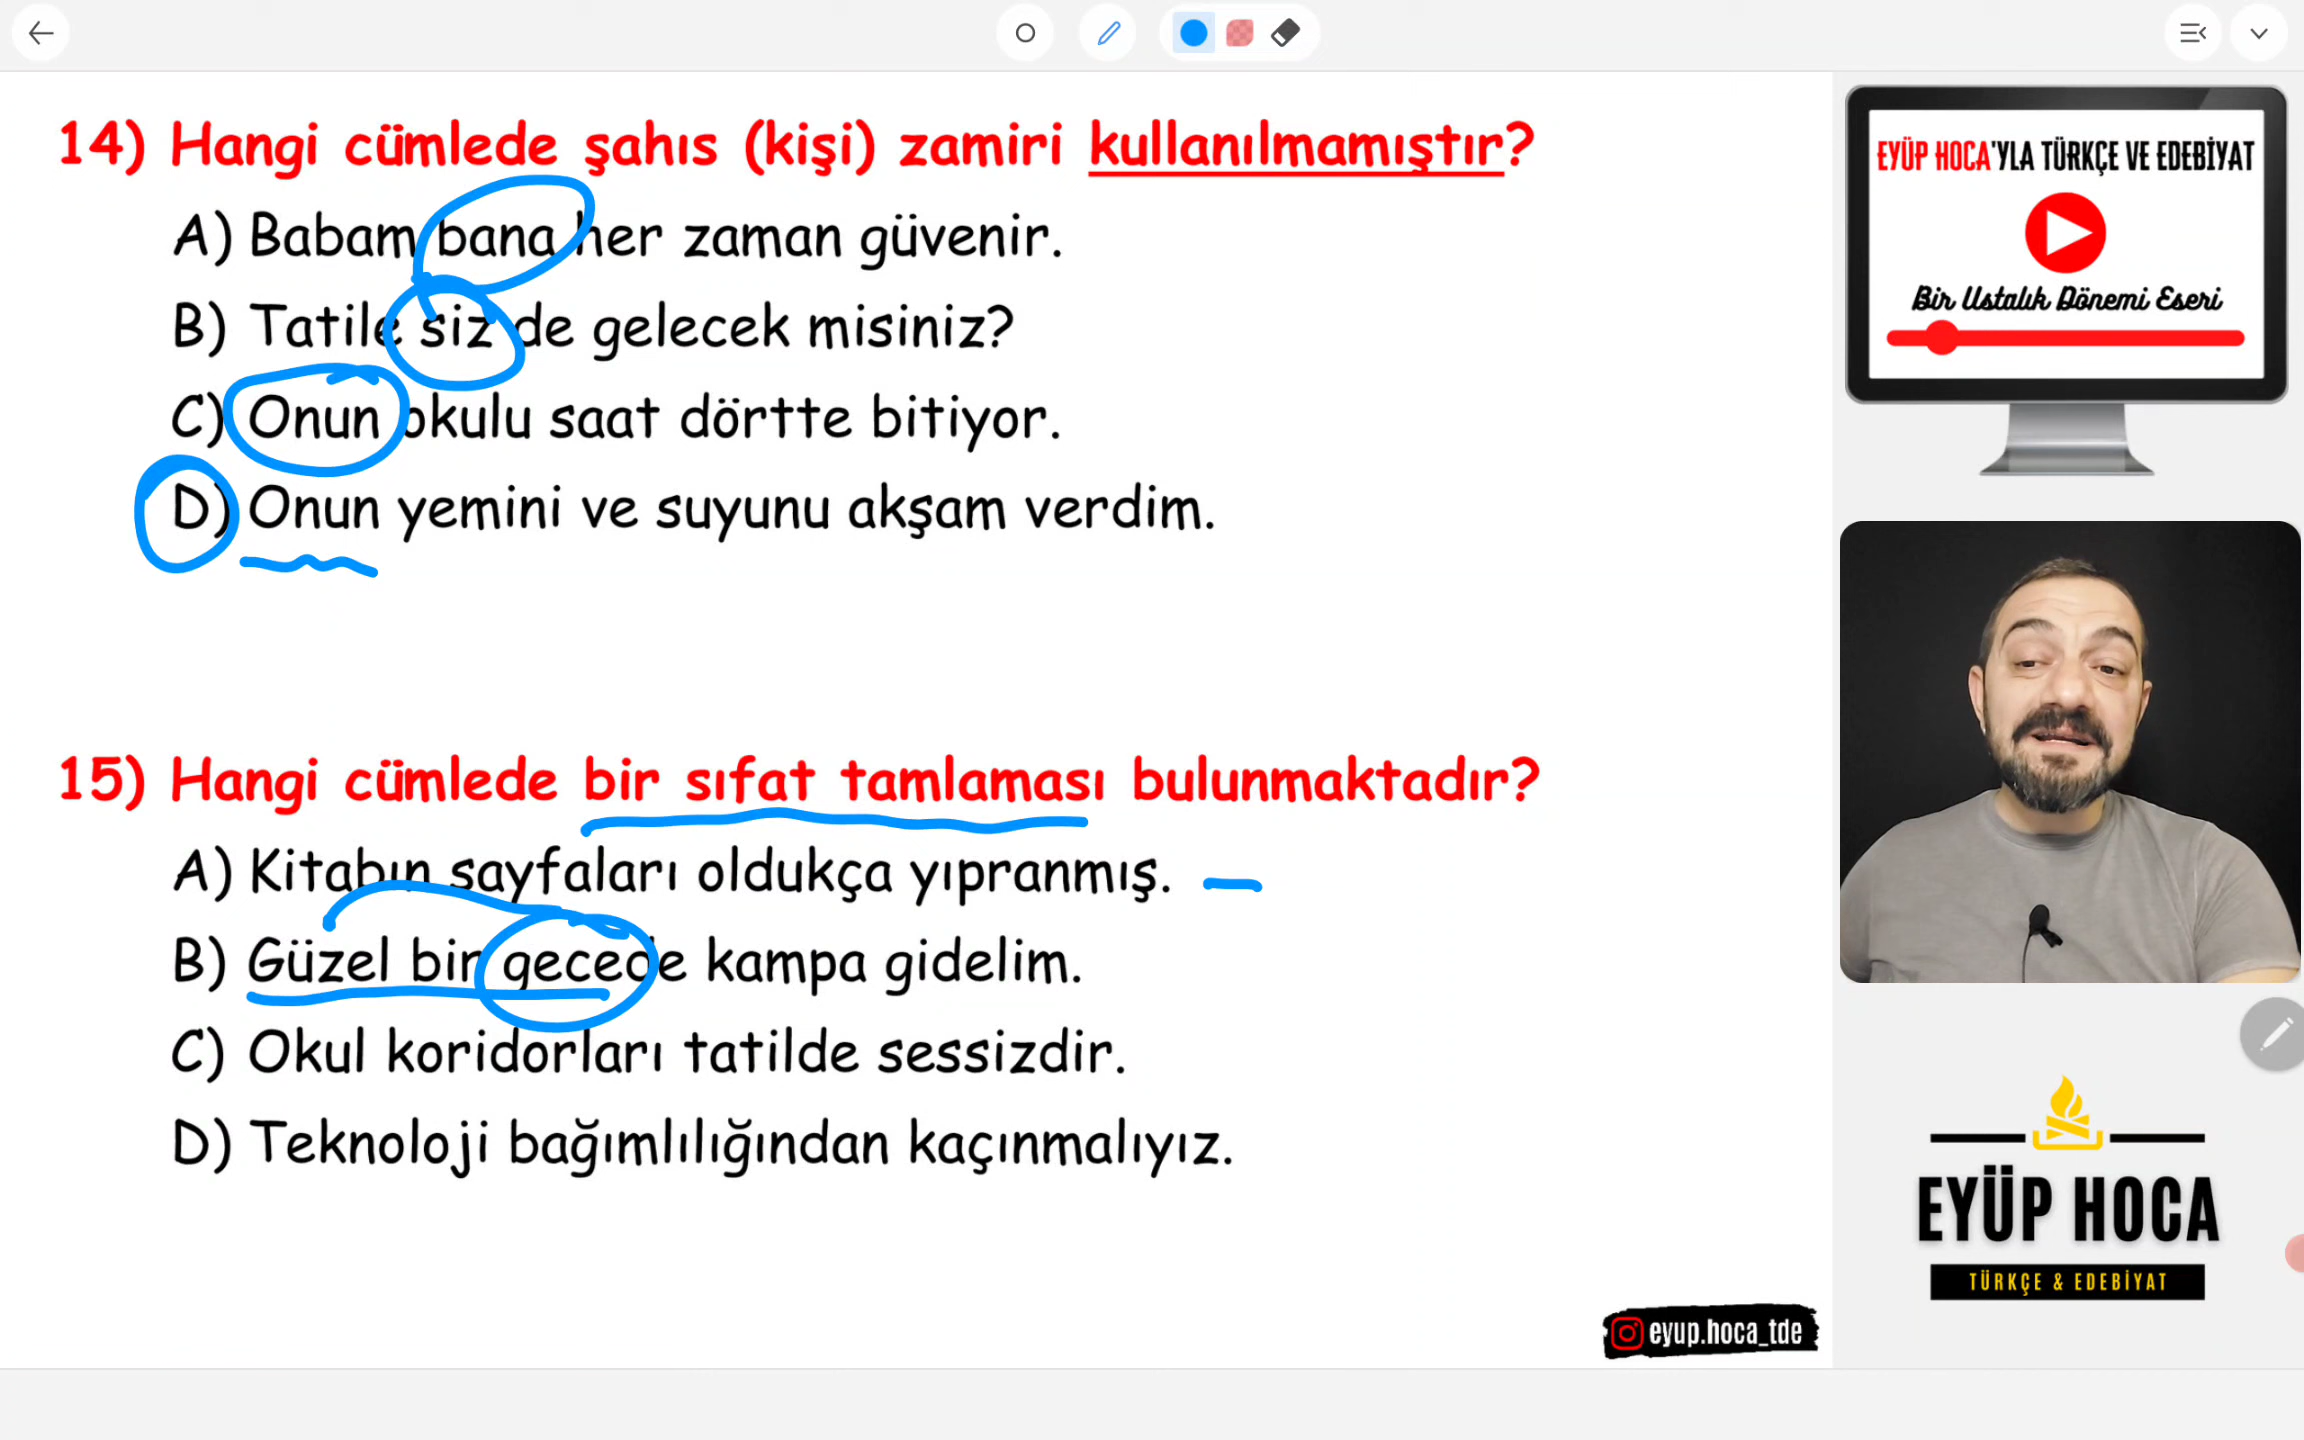 14) Hangi cümlede şahıs (kişi) zamiri kullanılmamıştır?
A) Babam bana her zaman güvenir.
B) Tatile siz de gelecek misiniz?
C) Onun okulu saat dörtte bitiyor.
D) Onun yemini ve suyunu akşam verdim.
15) Hangi cümlede bir sıfat tamlaması bulunmaktadır?
A) Kitabın sayfaları oldukça yıpranmış.
B) Güzel bir gecede kampa gidelim.
C) Okul koridorları tatilde sessizdir.
D) Teknoloji bağımlılığından kaçınmalıyız.
EYÜP HOCA'YLA TÜRKÇE VE EDEBİYAT
Bir Ustalık Dönemi Eseri
EYÜP HOCA
TÜRKÇE & EDEBİYAT
eyup.hoca_tde